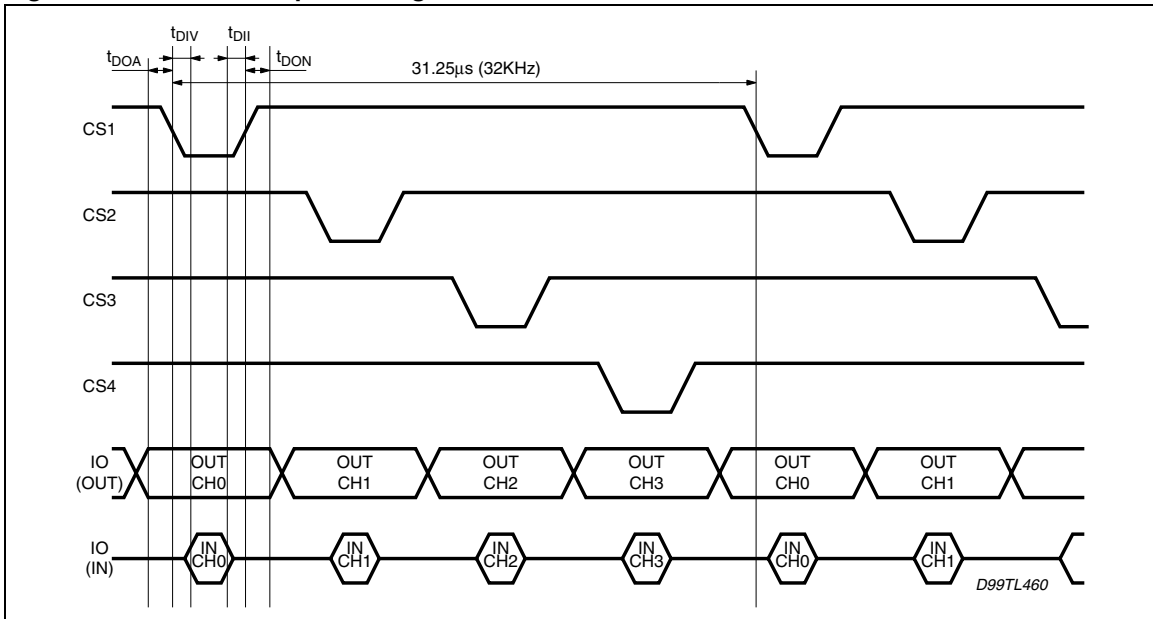 tDIV
tDII
tDOA
tDON
31.25μs (32KHz)
CS1
CS2
CS3
CS4
IO
(OUT)
OUT
CH0
OUT
CH1
OUT
CH2
OUT
CH3
OUT
CH0
OUT
CH1
IO
(IN)
IN
CH0
IN
CH1
IN
CH2
IN
CH3
IN
CH0
IN
CH1
D99TL460